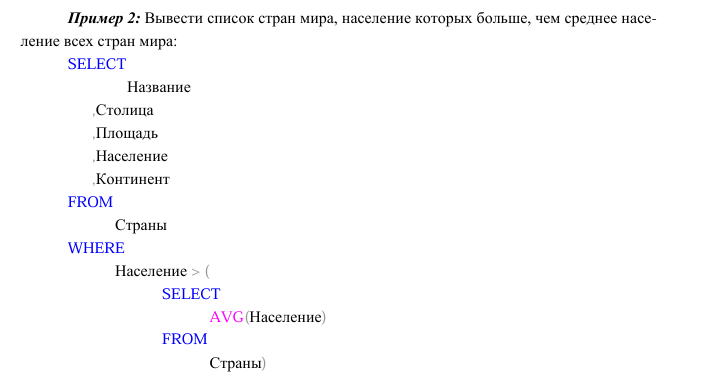 Пример 2: Вывести список стран мира, население которых больше, чем среднее насе-
ление всех стран мира:
SELECT
Название
,Столица
,Площадь
,Население
,Континент
FROM
Страны
WHERE
Население > (
SELECT
AVG(Население)
FROM
Страны)